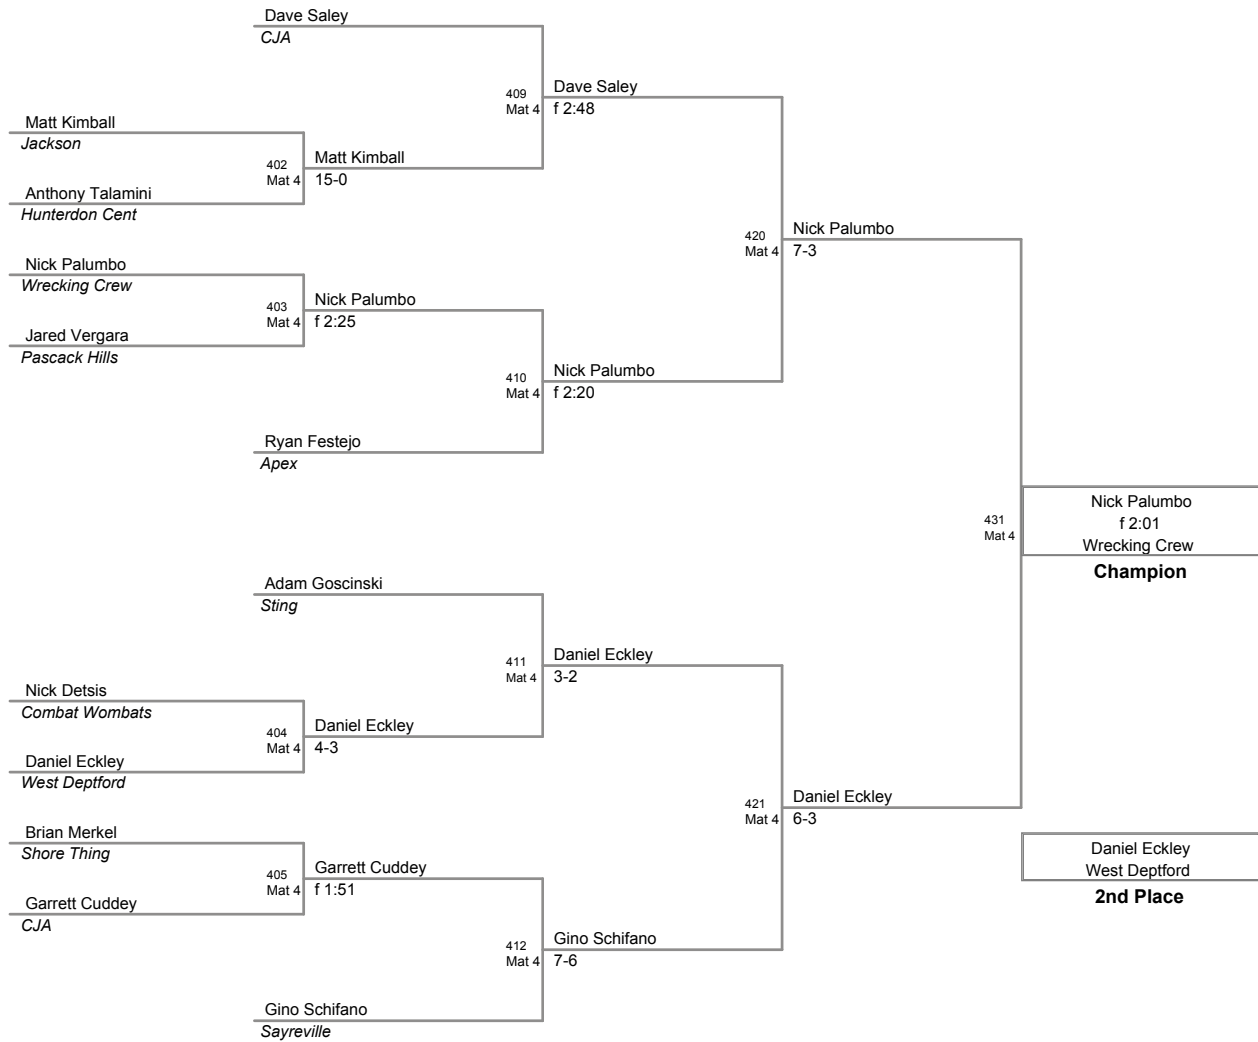 Dave Saley
CJA
409
Mat 4
Dave Saley
f 2:48
Matt Kimball
Jackson
402
Mat 4
Matt Kimball
15-0
Anthony Talamini
Hunterdon Cent
420
Mat 4
Nick Palumbo
7-3
Nick Palumbo
Wrecking Crew
403
Mat 4
Nick Palumbo
f 2:25
Jared Vergara
Pascack Hills
410
Mat 4
Nick Palumbo
f 2:20
Ryan Festejo
Apex
431
Mat 4
Nick Palumbo
f 2:01
Wrecking Crew
Champion
Adam Goscinski
Sting
411
Mat 4
Daniel Eckley
3-2
Nick Detsis
Combat Wombats
404
Mat 4
Daniel Eckley
4-3
Daniel Eckley
West Deptford
421
Mat 4
Daniel Eckley
6-3
Brian Merkel
Shore Thing
405
Mat 4
Garrett Cuddey
f 1:51
Garrett Cuddey
CJA
Daniel Eckley
West Deptford
2nd Place
412
Mat 4
Gino Schifano
7-6
Gino Schifano
Sayreville